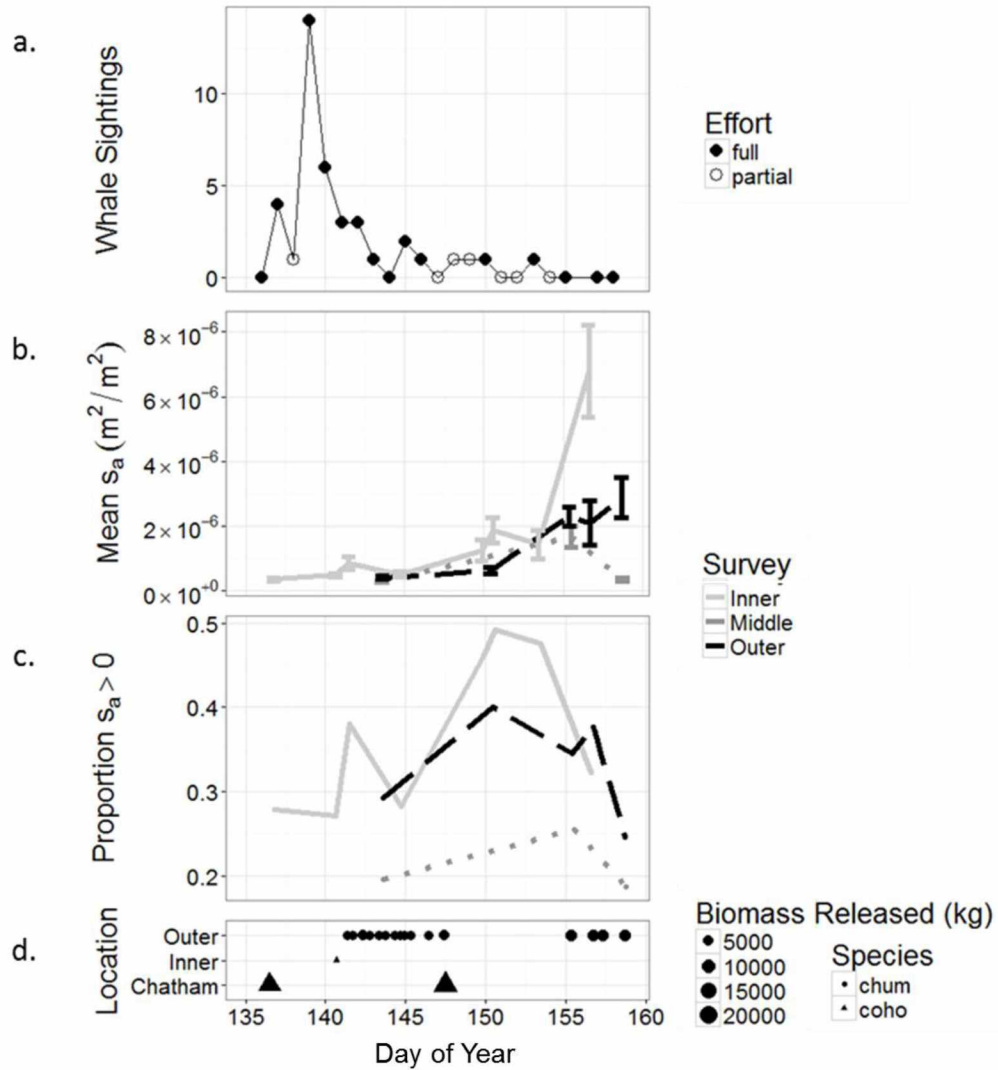 a.
Whale Sightings
10
5
0
Effort
full
partial
b.
Mean sₐ (m²/m²)
8 × 10⁻⁶
6 × 10⁻⁶
4 × 10⁻⁶
2 × 10⁻⁶
0 × 10⁺⁰
Survey
Inner
Middle
Outer
c.
Proportion sₐ > 0
0.5
0.4
0.3
0.2
d.
Location
Outer
Inner
Chatham
135 140 145 150 155 160
Day of Year
Biomass Released (kg)
5000
10000
15000
20000
Species
chum
coho